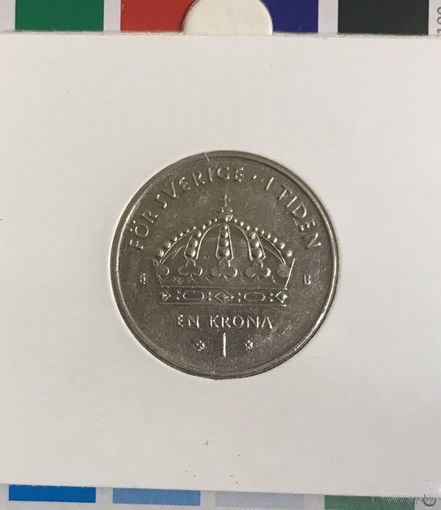 FÖR SVERIGE · I TIDEN
B
EN KRONA
1